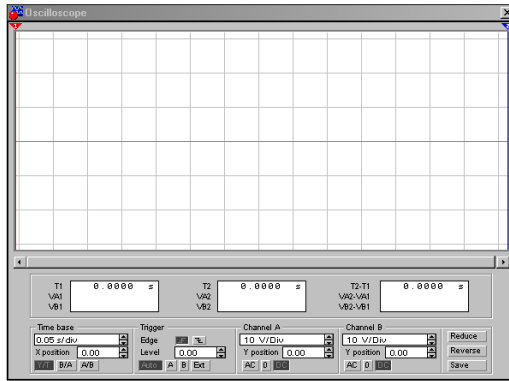 Oscilloscope
1
2
T1 0.0000 s
VA1
VB1
T2 0.0000 s
VA2
VB2
T2-T1 0.0000 s
VA2-VA1
VB2-VB1
Time base
0.05 s/div
X position 0.00
Y/T B/A A/B
Trigger
Edge
Level 0.00
Auto A B Ext
Channel A
10 V/Div
Y position 0.00
AC 0 DC
Channel B
10 V/Div
Y position 0.00
AC 0 DC
Reduce
Reverse
Save